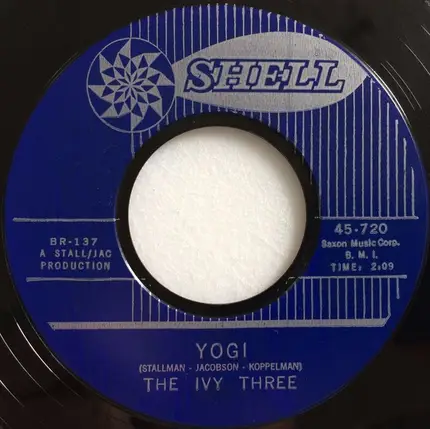 SHELL
BR-137
A STALL/JAC
PRODUCTION
45-720
Saxon Music Corp.
B. M. I.
TIME: 2:09
YOGI
(STALLMAN - JACOBSON - KOPPELMAN)
THE IVY THREE